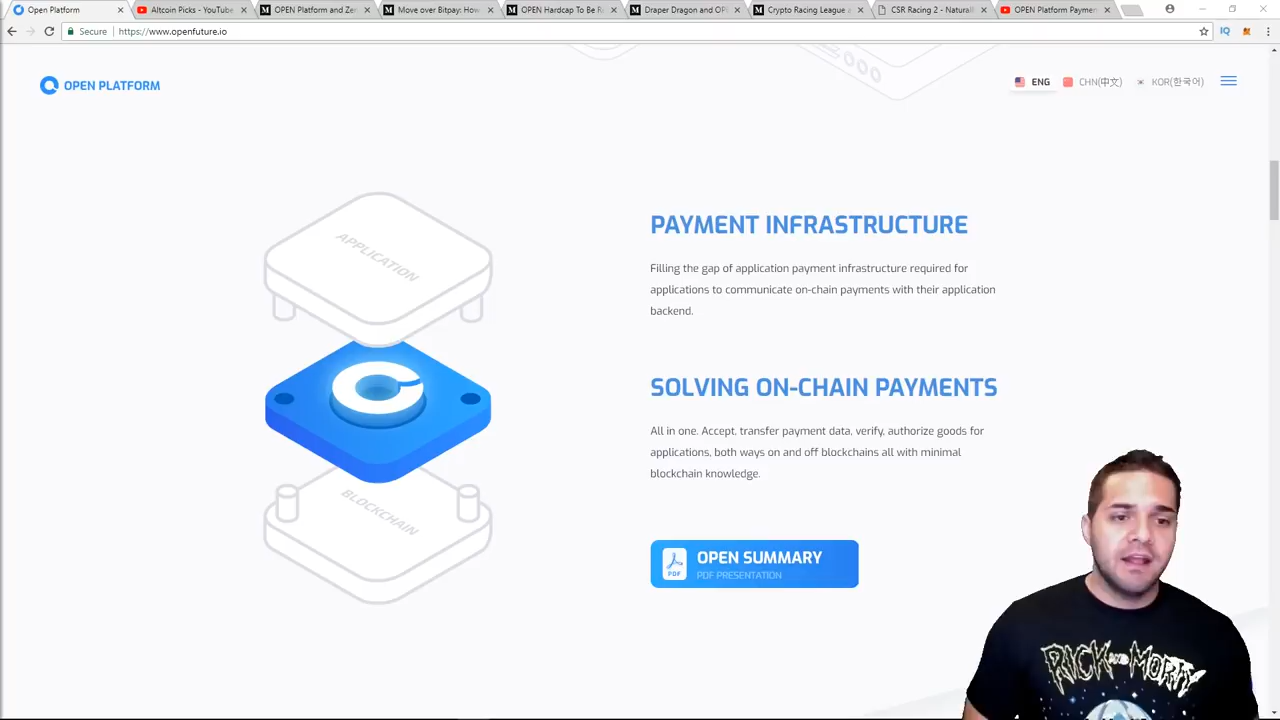 Open Platform
Altcoin Picks - YouTube
OPEN Platform and Ze
Move over Bitpay: How
OPEN Hardcap To Be R
Draper Dragon and OP
Crypto Racing League
CSR Racing 2 - Natural
OPEN Platform Paymen
Secure
https://www.openfuture.io
IQ
OPEN PLATFORM
ENG
CHN(中文)
KOR(한국어)
APPLICATION
BLOCKCHAIN
PAYMENT INFRASTRUCTURE
Filling the gap of application payment infrastructure required for
applications to communicate on-chain payments with their application
backend.
SOLVING ON-CHAIN PAYMENTS
All in one. Accept, transfer payment data, verify, authorize goods for
applications, both ways on and off blockchains all with minimal
blockchain knowledge.
PDF
OPEN SUMMARY
PDF PRESENTATION
RICK AND MORTY